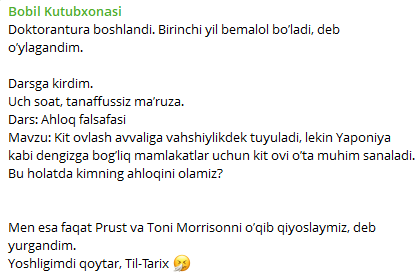 Bobil Kutubxonasi
Doktorantura boshlandi. Birinchi yil bemalol bo’ladi, deb
o’ylagandim.
Darsga kirdim.
Uch soat, tanaffussiz ma’ruza.
Dars: Ahloq falsafasi
Mavzu: Kit ovlash avvaliga vahshiylikdek tuyuladi, lekin Yaponiya
kabi dengizga bog’liq mamlakatlar uchun kit ovi o’ta muhim sanaladi.
Bu holatda kimning ahloqini olamiz?
Men esa faqat Prust va Toni Morrisonni o’qib qiyoslaymiz, deb
yurgandim.
Yoshligimdi qoytar, Til-Tarix 🤧